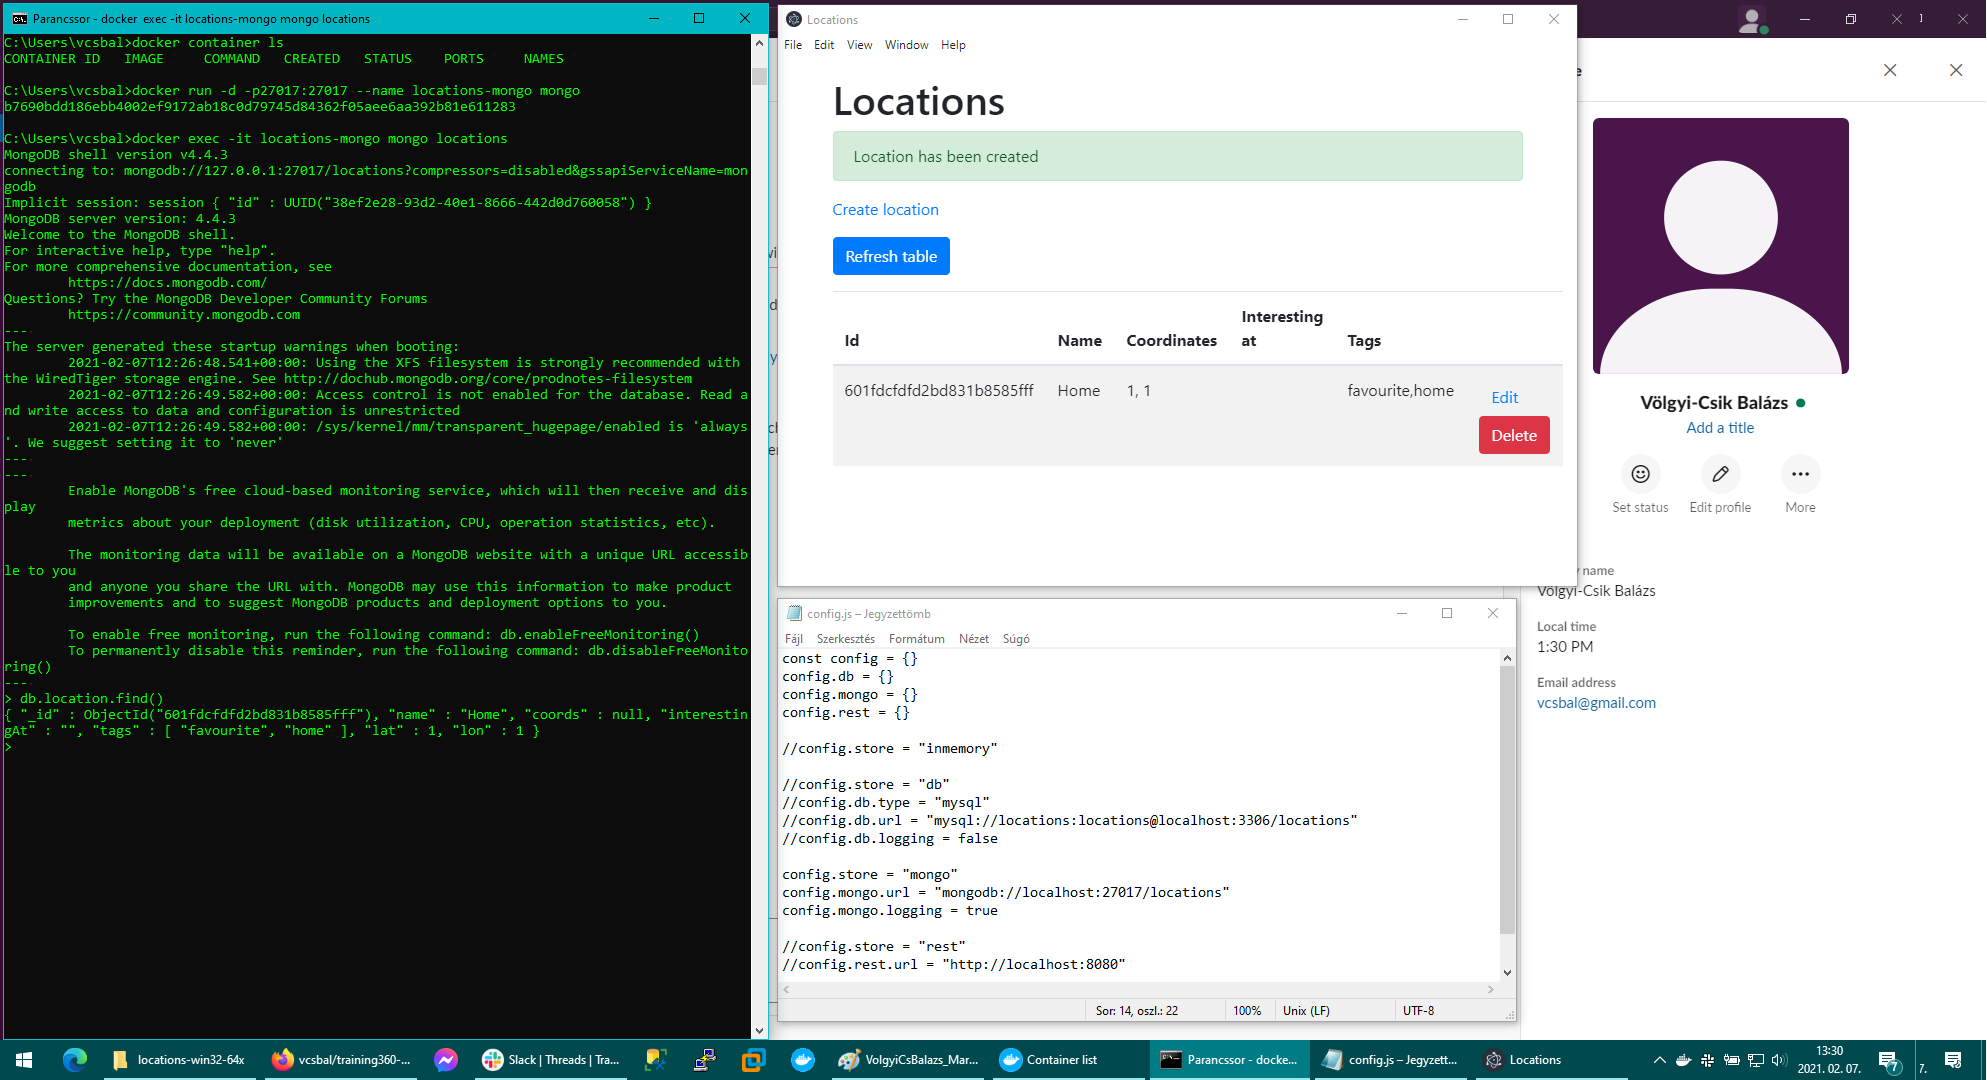 Parancssor - docker  exec -it locations-mongo mongo locations
C:\Users\vcsbal>docker container ls
CONTAINER ID   IMAGE     COMMAND   CREATED   STATUS    PORTS     NAMES
C:\Users\vcsbal>docker run -d -p27017:27017 --name locations-mongo mongo
b7690bdd186ebb4002ef9172ab18c0d79745d84362f05aee6aa392b81e611283
C:\Users\vcsbal>docker exec -it locations-mongo mongo locations
MongoDB shell version v4.4.3
connecting to: mongodb://127.0.0.1:27017/locations?compressors=disabled&gssapiServiceName=mon
godb
Implicit session: session { "id" : UUID("38ef2e28-93d2-40e1-8666-442d0d760058") }
MongoDB server version: 4.4.3
Welcome to the MongoDB shell.
For interactive help, type "help".
For more comprehensive documentation, see
https://docs.mongodb.com/
Questions? Try the MongoDB Developer Community Forums
https://community.mongodb.com
---
The server generated these startup warnings when booting:
2021-02-07T12:26:48.541+00:00: Using the XFS filesystem is strongly recommended with
the WiredTiger storage engine. See http://dochub.mongodb.org/core/prodnotes-filesystem
2021-02-07T12:26:49.582+00:00: Access control is not enabled for the database. Read a
nd write access to data and configuration is unrestricted
2021-02-07T12:26:49.582+00:00: /sys/kernel/mm/transparent_hugepage/enabled is 'always
'. We suggest setting it to 'never'
---
---
Enable MongoDB's free cloud-based monitoring service, which will then receive and dis
play
metrics about your deployment (disk utilization, CPU, operation statistics, etc).
The monitoring data will be available on a MongoDB website with a unique URL accessib
le to you
and anyone you share the URL with. MongoDB may use this information to make product
improvements and to suggest MongoDB products and deployment options to you.
To enable free monitoring, run the following command: db.enableFreeMonitoring()
To permanently disable this reminder, run the following command: db.disableFreeMonito
ring()
---
> db.location.find()
{ "_id" : ObjectId("601fdcfdfd2bd831b8585fff"), "name" : "Home", "coords" : null, "interestin
gAt" : "", "tags" : [ "favourite", "home" ], "lat" : 1, "lon" : 1 }
>
Locations
File Edit View Window Help
Locations
Location has been created
Create location
Refresh table
Id Name Coordinates Interesting at Tags
601fdcfdfd2bd831b8585fff Home 1, 1 favourite,home Edit
Delete
config.js – Jegyzettömb
Fájl Szerkesztés Formátum Nézet Súgó
const config = {}
config.db = {}
config.mongo = {}
config.rest = {}
//config.store = "inmemory"
//config.store = "db"
//config.db.type = "mysql"
//config.db.url = "mysql://locations:locations@localhost:3306/locations"
//config.db.logging = false
config.store = "mongo"
config.mongo.url = "mongodb://localhost:27017/locations"
config.mongo.logging = true
//config.store = "rest"
//config.rest.url = "http://localhost:8080"
Sor: 14, oszl.: 22 100% Unix (LF) UTF-8
Völgyi-Csik Balázs
Add a title
Set status Edit profile More
name
Völgyi-Csik Balázs
Local time
1:30 PM
Email address
vcsbal@gmail.com
locations-win32-64x
vcsbal/training360-...
Slack | Threads | Tra...
VolgyiCsBalazs_Mar...
Container list
Parancssor - docke...
config.js – Jegyzett...
Locations
13:30
2021. 02. 07.
7
7.